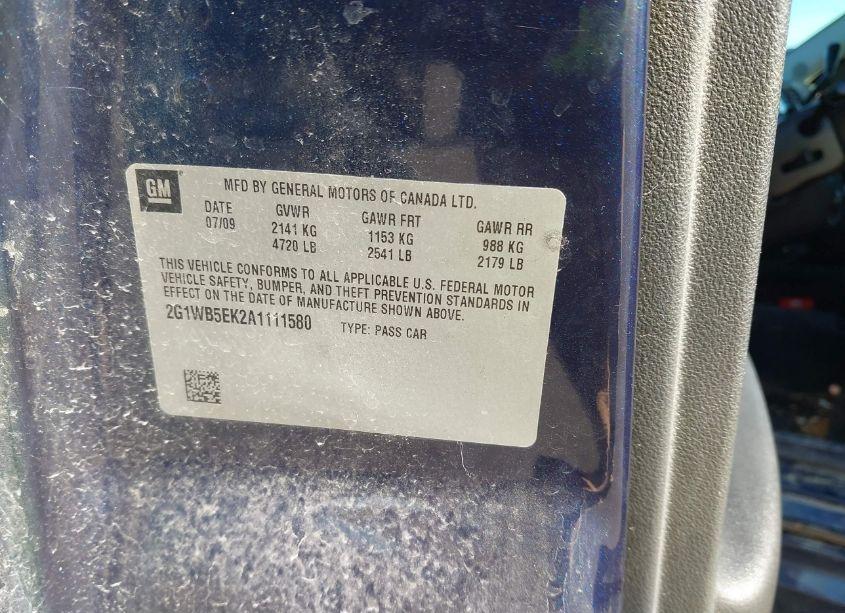 GM
MFD BY GENERAL MOTORS OF CANADA LTD.
DATE GVWR GAWR FRT GAWR RR
07/09 2141 KG 1153 KG 988 KG
4720 LB 2541 LB 2179 LB
THIS VEHICLE CONFORMS TO ALL APPLICABLE U.S. FEDERAL MOTOR
VEHICLE SAFETY, BUMPER, AND THEFT PREVENTION STANDARDS IN
EFFECT ON THE DATE OF MANUFACTURE SHOWN ABOVE.
2G1WB5EK2A1111580 TYPE: PASS CAR